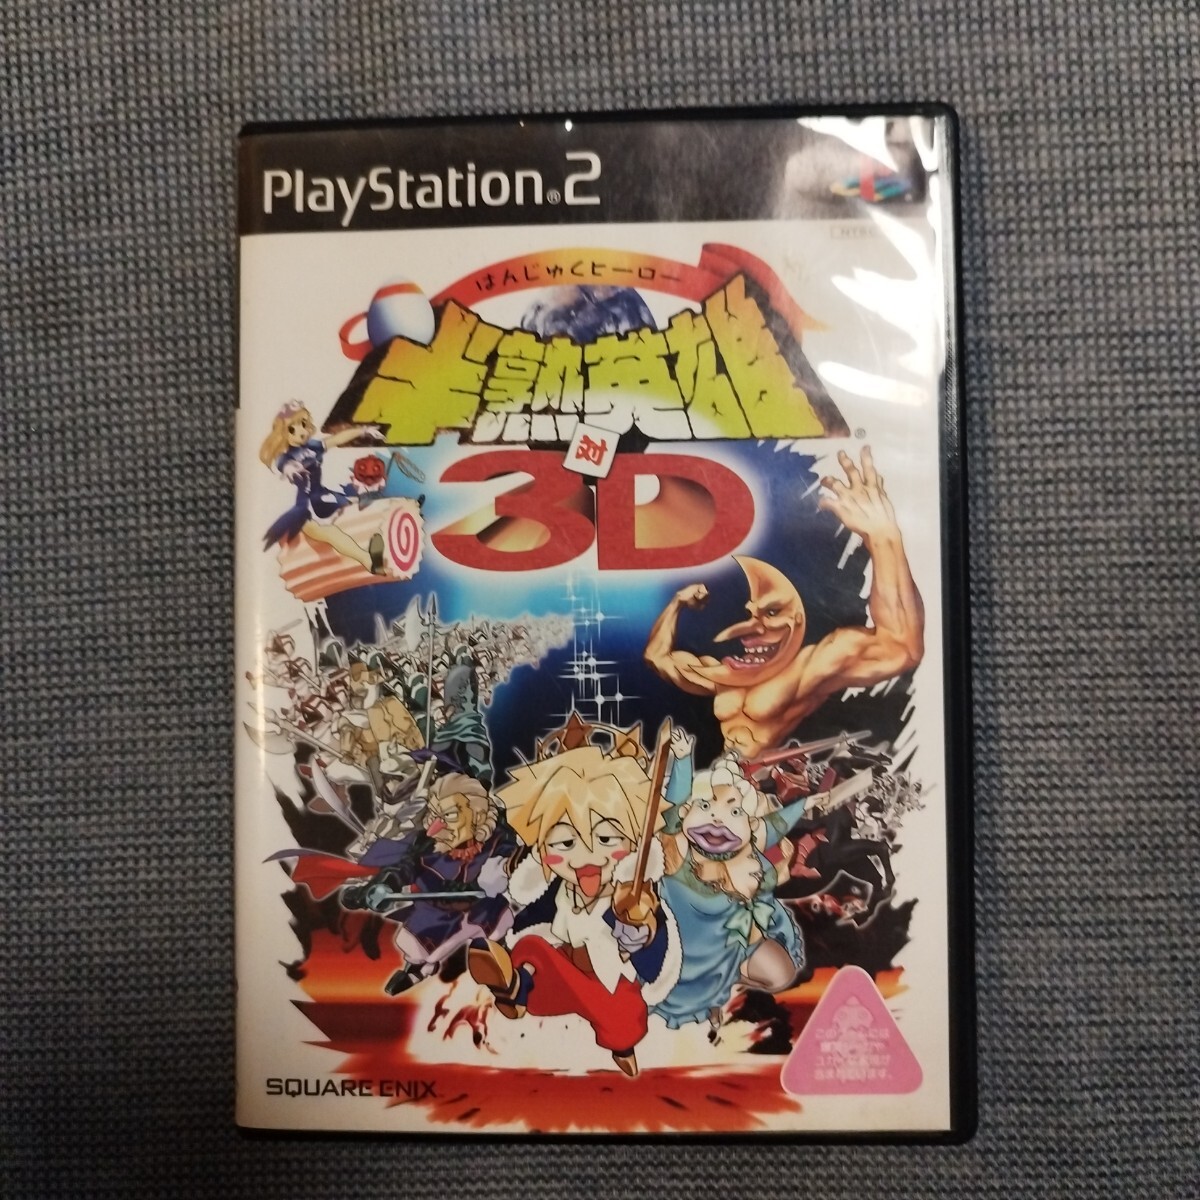 PlayStation®2
NTSC
はんじゅくヒーロー
半熟英雄®
対
3D
SQUARE ENIX